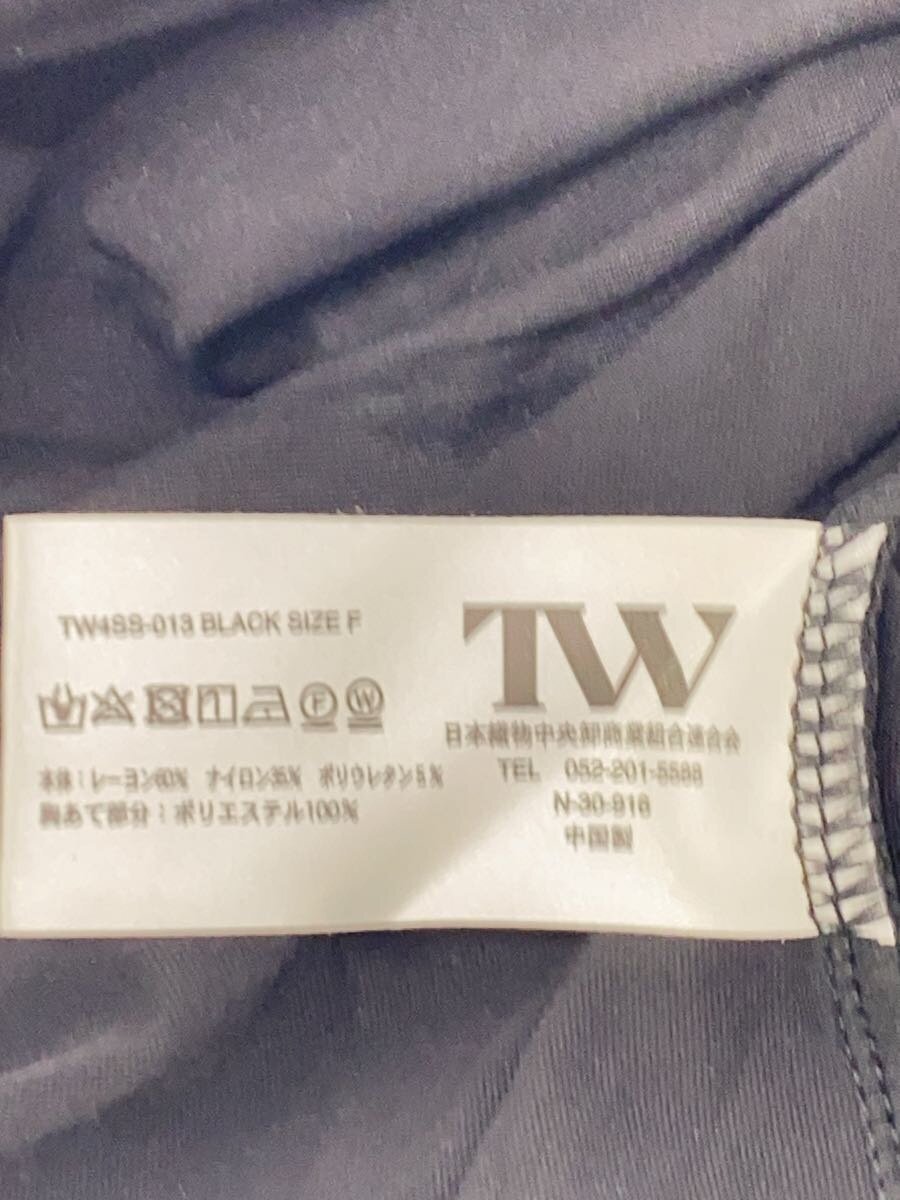 TW4SS-013 BLACK SIZE F
本体：レーヨン60% ナイロン35% ポリウレタン5%
胸あて部分：ポリエステル100%
TW
日本織物中央卸商業組合連合会
TEL 052-201-5588
N-30-916
中国製
F
W